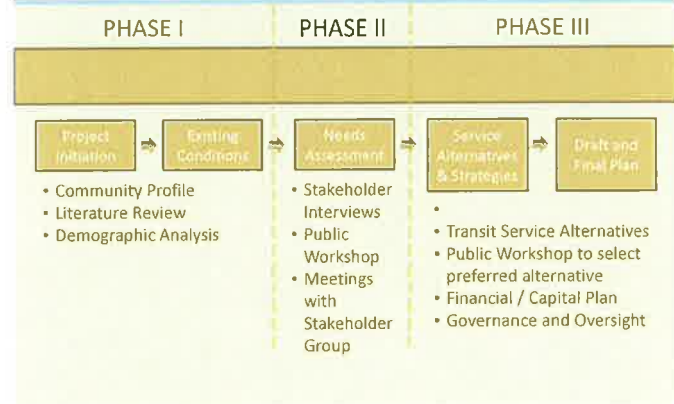 PHASE I
PHASE II
PHASE III
Project
Initiation
Existing
Conditions
Needs
Assessment
Service
Alternatives
& Strategies
Draft and
Final Plan
• Community Profile
• Literature Review
• Demographic Analysis
• Stakeholder
Interviews
• Public
Workshop
• Meetings
with
Stakeholder
Group
•
• Transit Service Alternatives
• Public Workshop to select
preferred alternative
• Financial / Capital Plan
• Governance and Oversight